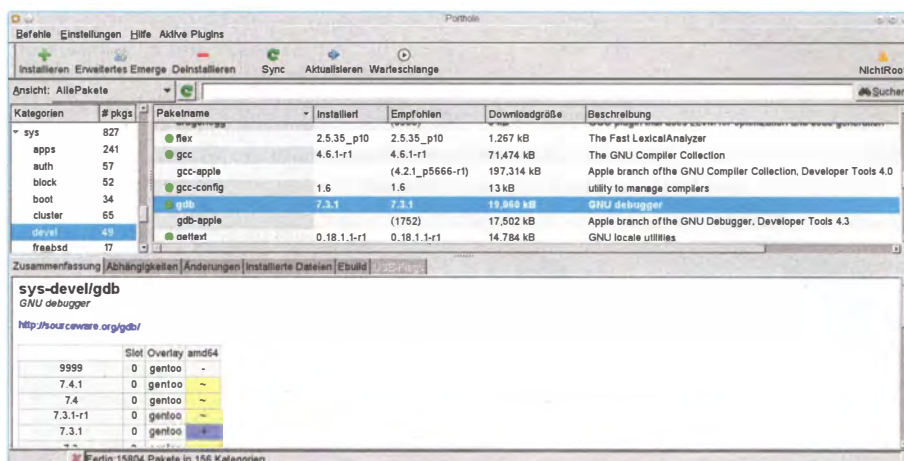 Porthole
Befehle Einstellungen Hilfe Aktive Plugins
Installieren Erweitertes Emerge Deinstallieren Sync Aktualisieren Warteschlange NichtRoot
Ansicht: AllePakete Suchen
Kategorien # pkgs Paketname Installiert Empfohlen Downloadgröße Beschreibung
sys 827
flex 2.5.35_p10 2.5.35_p10 1.267 kB The Fast LexicalAnalyzer
apps 241
gcc 4.6.1-r1 4.6.1-r1 71,474 kB The GNU Compiler Collection
auth 57
gcc-apple (4.2.1_p5666-r1) 197,314 kB Apple branch of the GNU Compiler Collection, Developer Tools 4.0
block 52
gcc-config 1.6 1.6 13 kB utility to manage compilers
boot 34
gdb 7.3.1 7.3.1 19,960 kB GNU debugger
cluster 65
gdb-apple (1752) 17,502 kB Apple branch of the GNU Debugger, Developer Tools 4.3
devel 49
gettext 0.18.1.1-r1 0.18.1.1-r1 14.784 kB GNU locale utilities
freebsd 17
Zusammenfassung Abhängigkeiten Änderungen Installierte Dateien Ebuild
sys-devel/gdb
GNU debugger
http://sourceware.org/gdb/
Slot Overlay amd64
9999 0 gentoo -
7.4.1 0 gentoo ~
7.4 0 gentoo ~
7.3.1-r1 0 gentoo ~
7.3.1 0 gentoo +
Fertig:15804 Pakete in 156 Kategorien